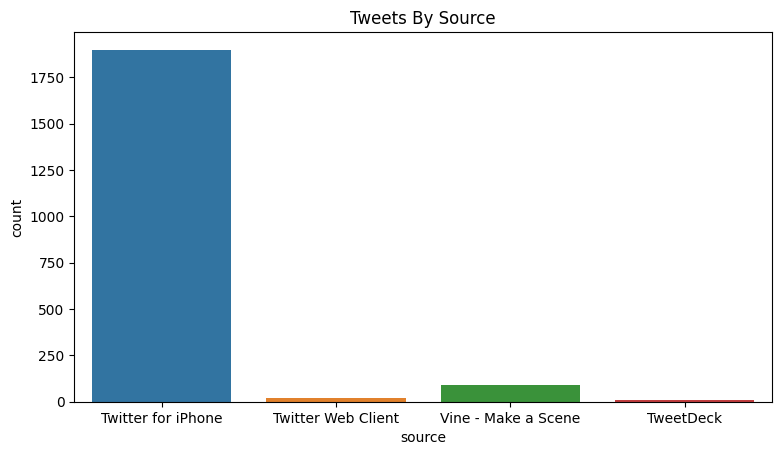 Tweets By Source
count
1750
1500
1250
1000
750
500
250
0
Twitter for iPhone Twitter Web Client Vine - Make a Scene TweetDeck
source